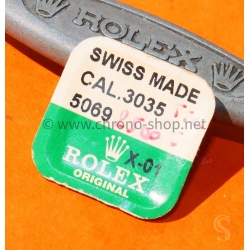 ROLEX
SWISS MADE
CAL.3035
5069
www.chrono-shop.net
X-01
ROLEX
ORIGINAL
S